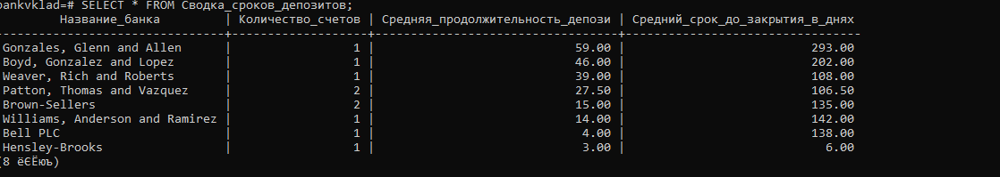 bankvklad=# SELECT * FROM Сводка_сроков_депозитов;
Название_банка | Количество_счетов | Средняя_продолжительность_депози | Средний_срок_до_закрытия_в_днях
Gonzales, Glenn and Allen | 1 | 59.00 | 293.00
Boyd, Gonzalez and Lopez | 1 | 46.00 | 202.00
Weaver, Rich and Roberts | 1 | 39.00 | 108.00
Patton, Thomas and Vazquez | 2 | 27.50 | 106.50
Brown-Sellers | 2 | 15.00 | 135.00
Williams, Anderson and Ramirez | 1 | 14.00 | 142.00
Bell PLC | 1 | 4.00 | 138.00
Hensley-Brooks | 1 | 3.00 | 6.00
(8 ёЄЁюъ)